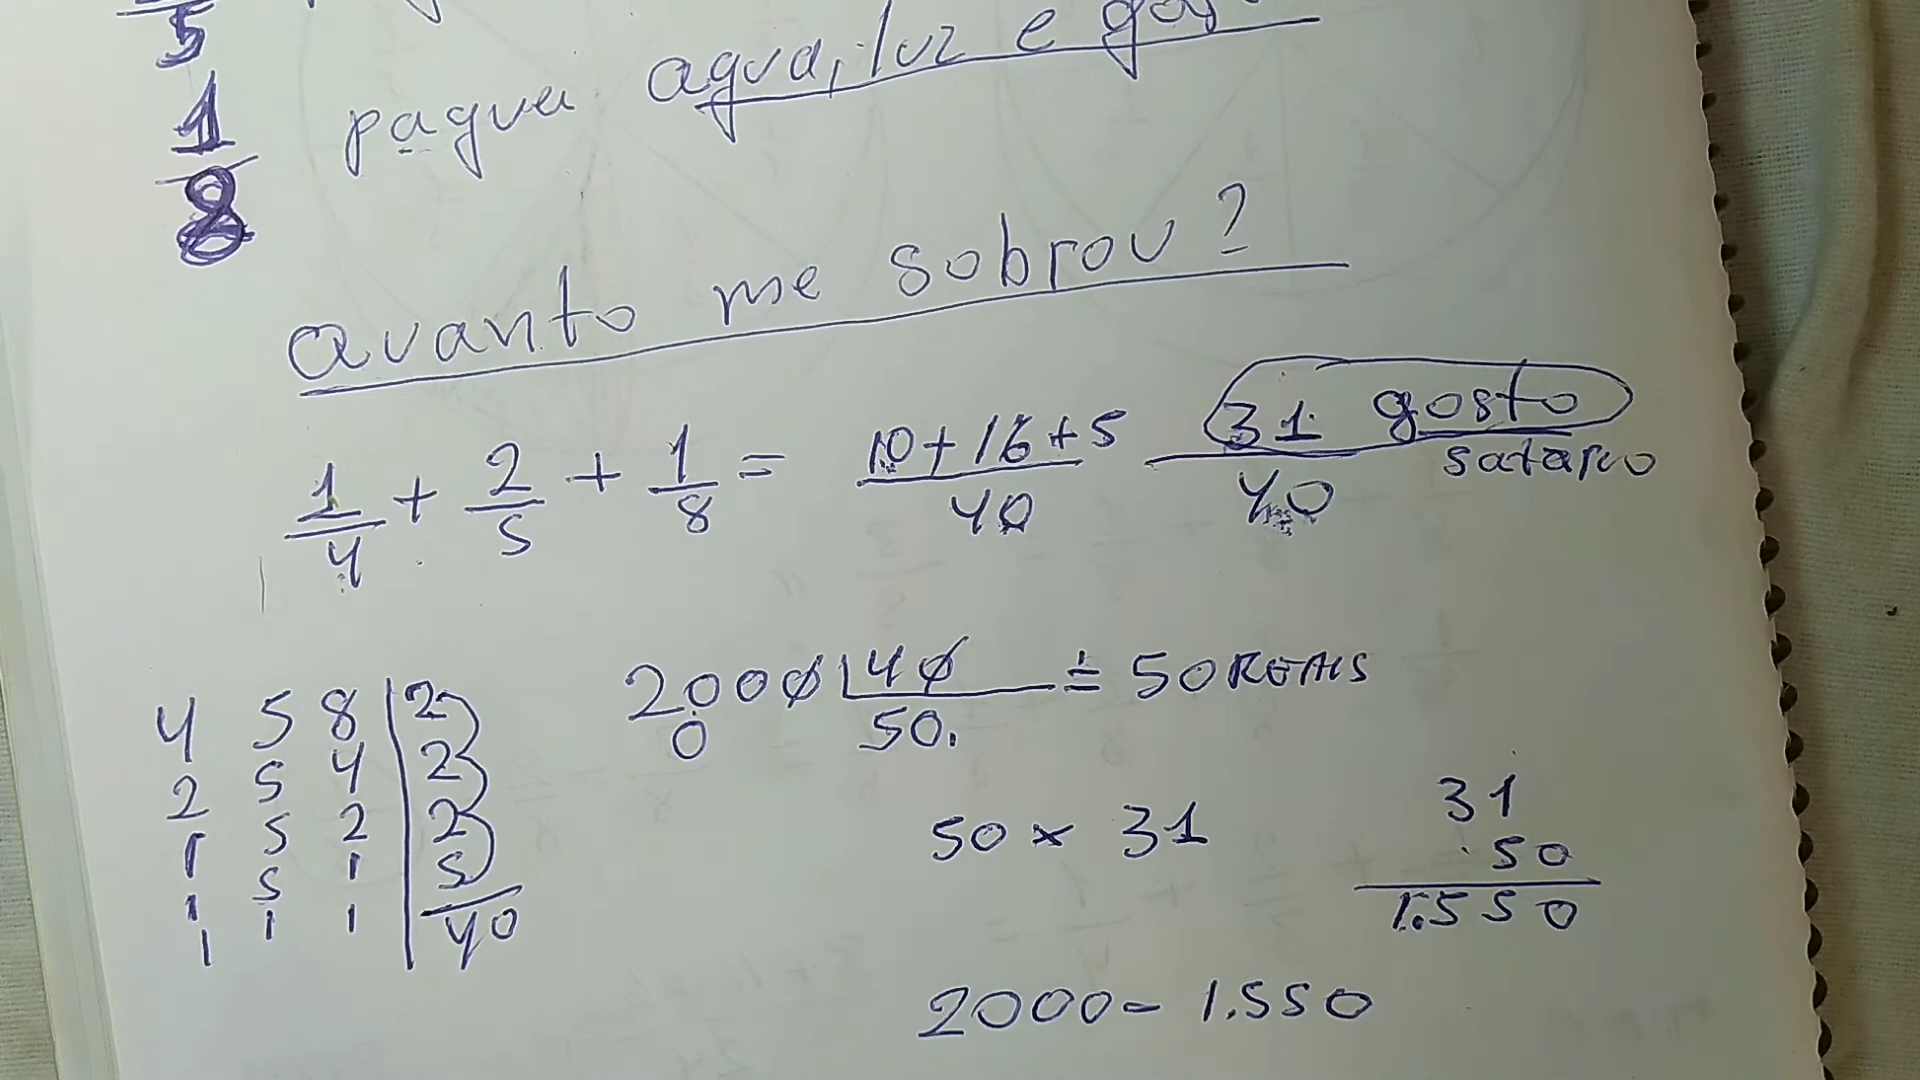 5
1/8 paguei agua, luz e gas
Quanto me sobrou?
1/4 + 2/5 + 1/8 = 10+16+5/40 31 gasto/40 salario
4 5 8 | 2
2 5 4 | 2
1 5 2 | 2
1 5 1 | 5
1 1 1 | 40
1
2000 | 40 = 50 REAIS
0 50.
50 x 31
31
50
1.550
2000 - 1.550